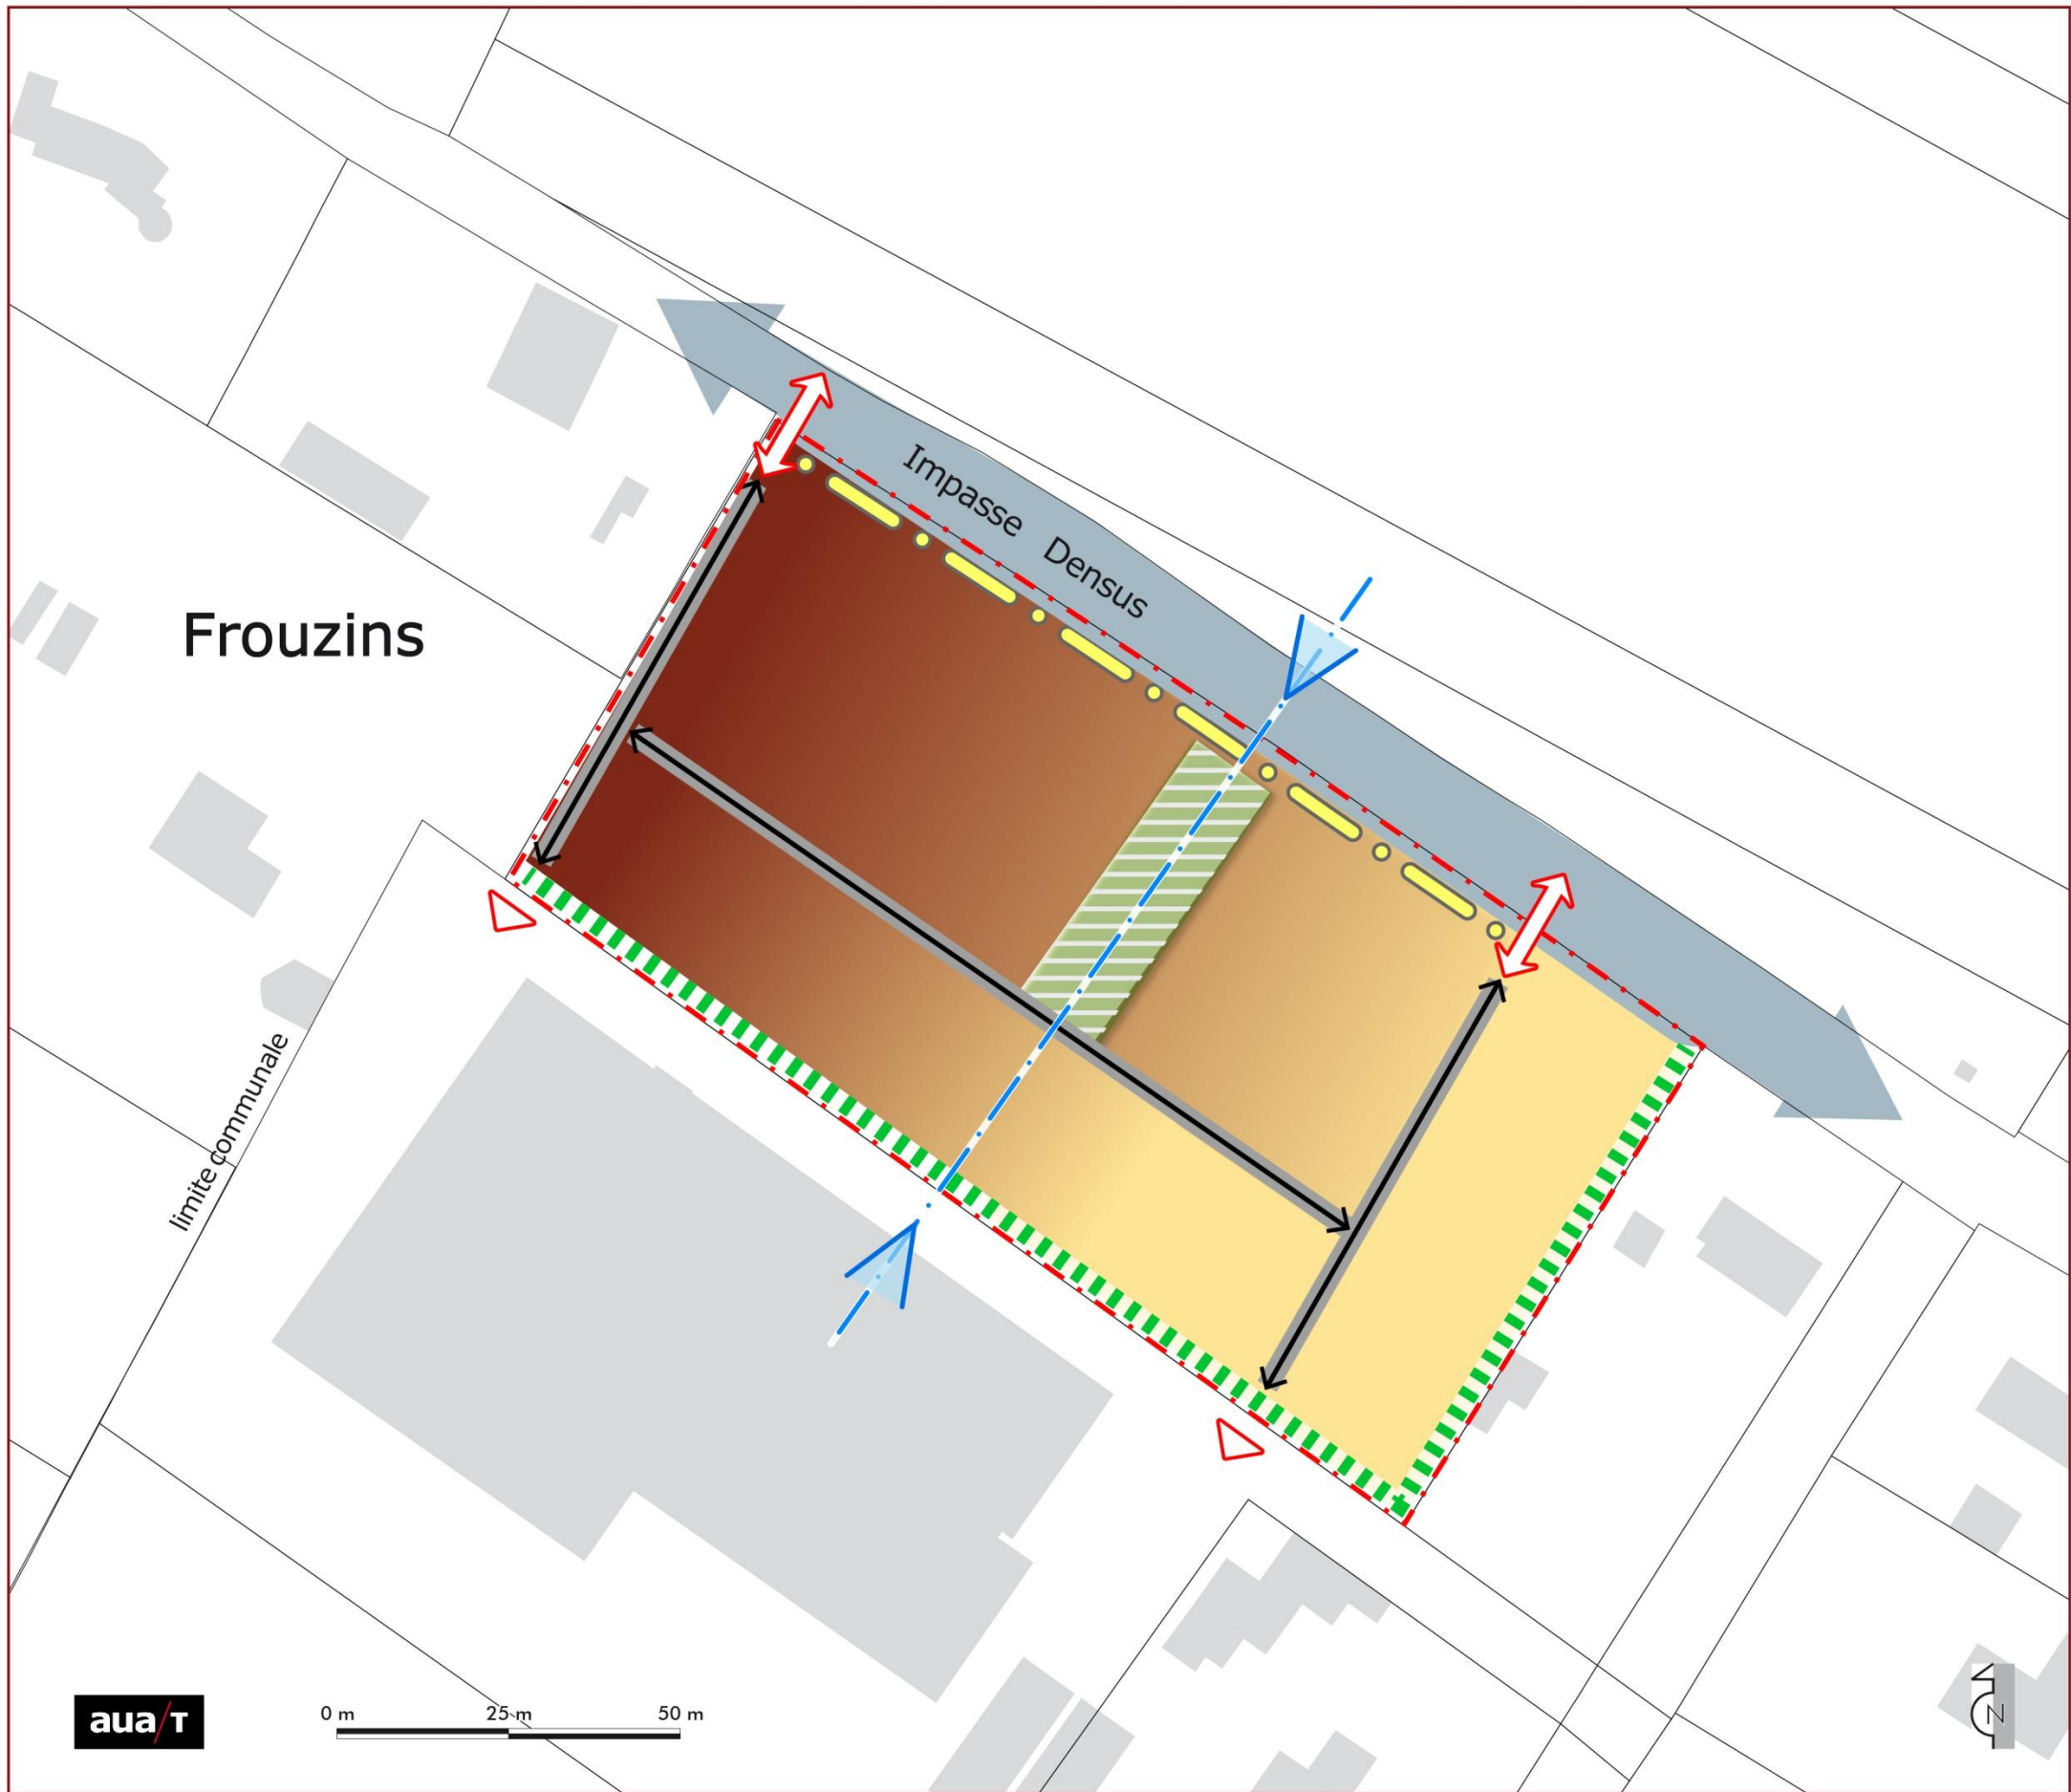 Impasse Densus
Frouzins
limite communale
aua/T
0 m 25 m 50 m
N